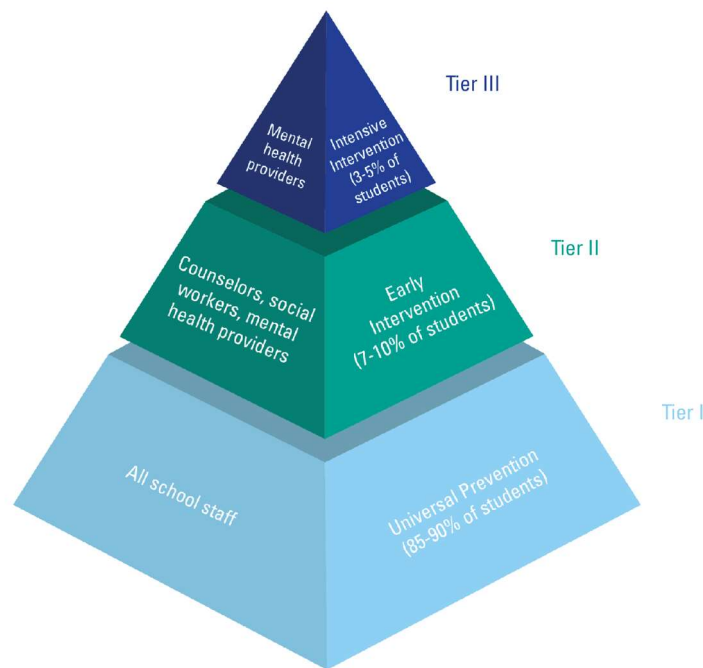 Tier III
Mental
health
providers
Intensive
Intervention
(3-5% of
students)
Tier II
Counselors, social
workers, mental
health providers
Early
Intervention
(7-10% of students)
Tier I
All school staff
Universal Prevention
(85-90% of students)